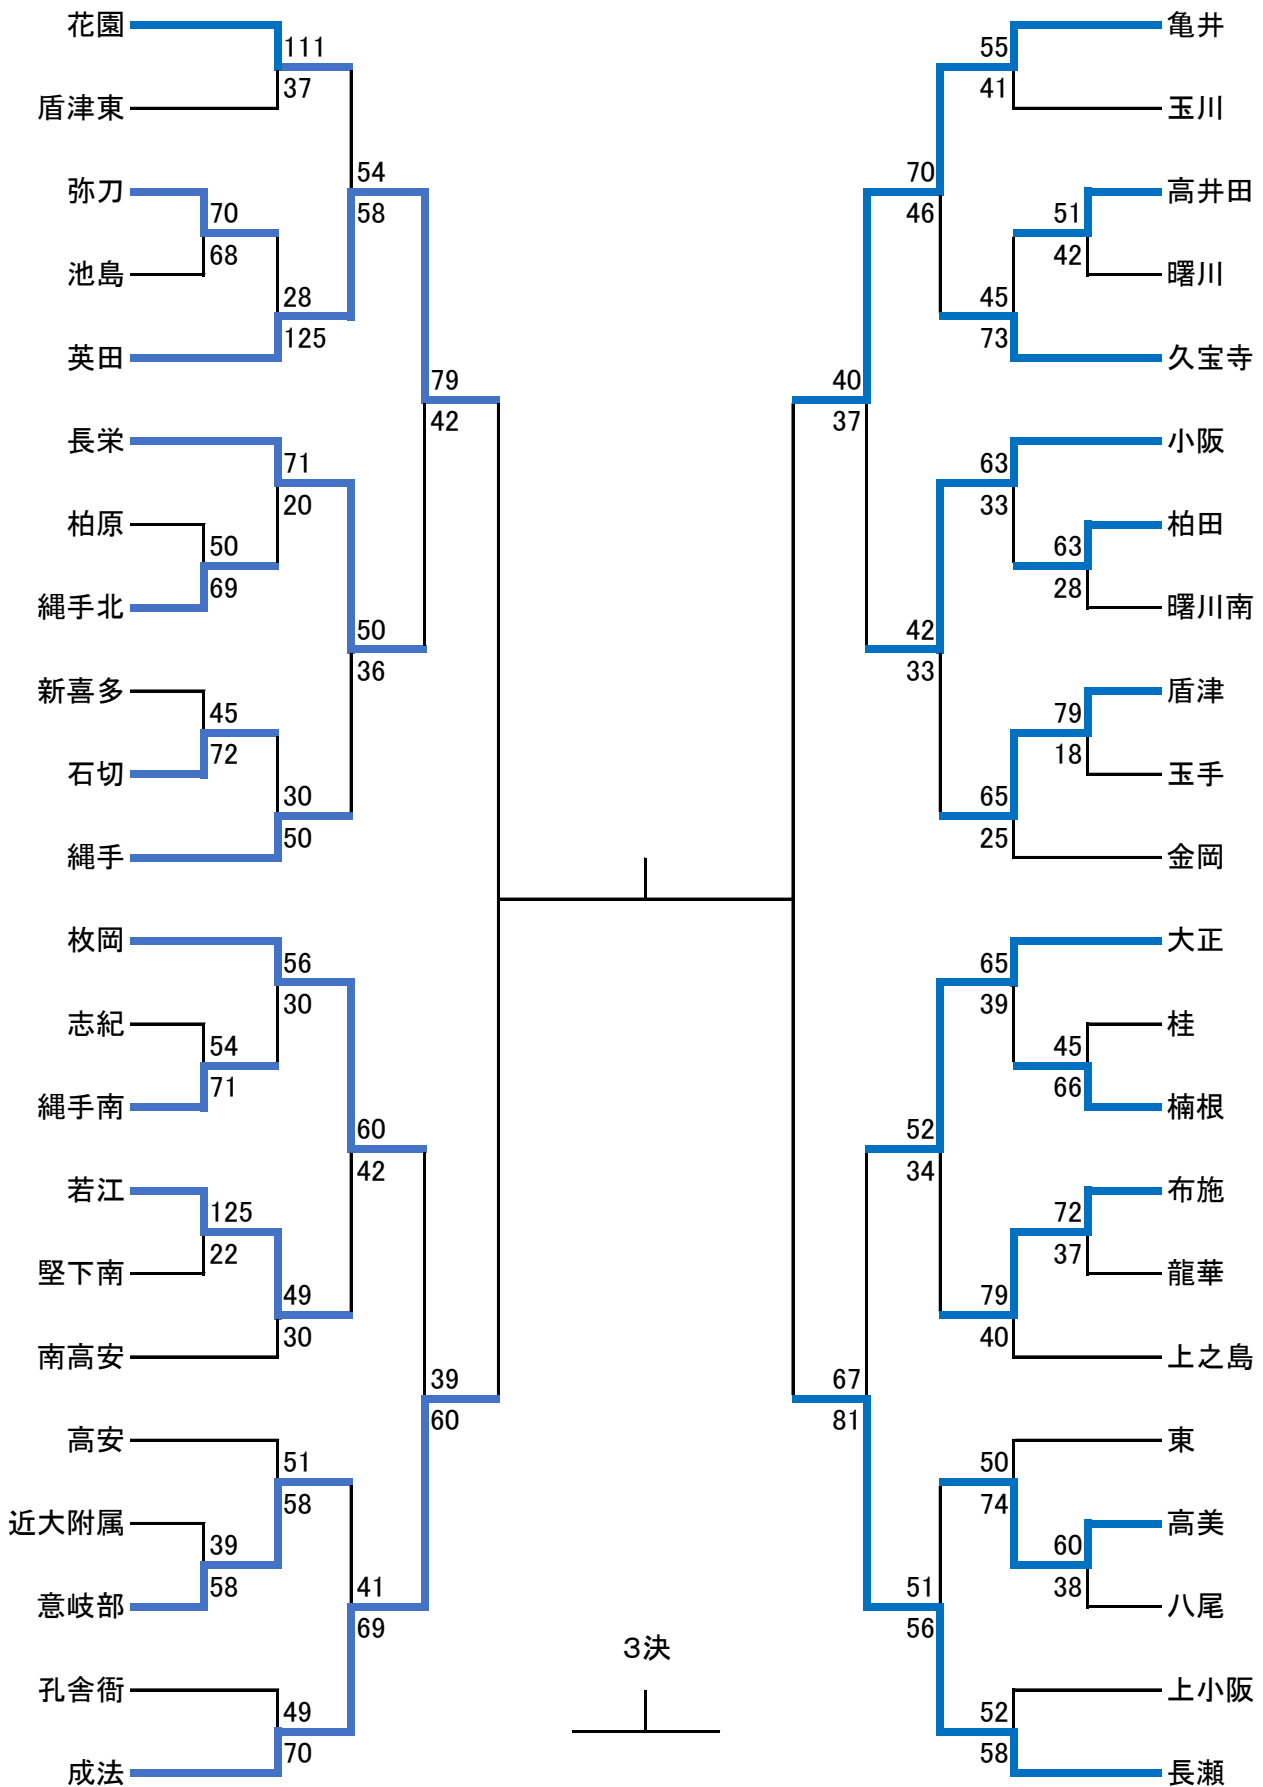 花園
111
37
盾津東
54
58
弥刀
70
68
池島
28
125
英田
79
42
長栄
71
20
柏原
50
69
縄手北
50
36
新喜多
45
72
石切
30
50
縄手
枚岡
56
30
志紀
54
71
縄手南
60
42
若江
125
22
堅下南
49
30
南高安
39
60
高安
51
58
近大附属
39
58
意岐部
41
69
孔舎衙
49
70
成法
亀井
55
41
玉川
70
46
高井田
51
42
曙川
45
73
久宝寺
40
37
小阪
63
33
柏田
63
28
曙川南
42
33
盾津
79
18
玉手
65
25
金岡
大正
65
39
桂
45
66
楠根
52
34
布施
72
37
龍華
79
40
上之島
67
81
東
50
74
高美
60
38
八尾
51
56
上小阪
52
58
長瀬
３決